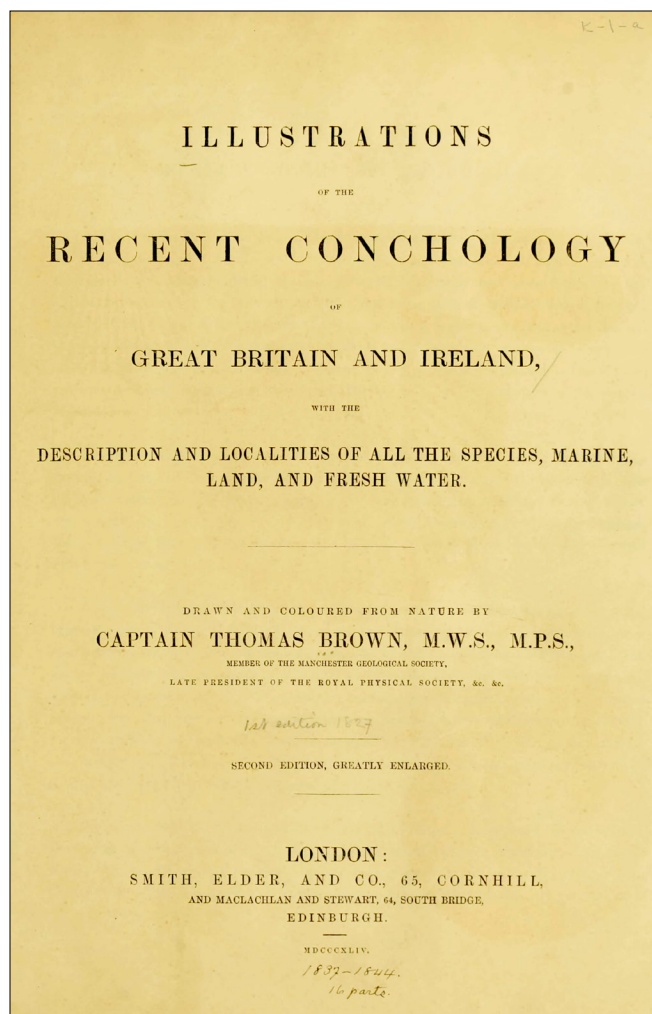 K-1-a
ILLUSTRATIONS
OF THE
RECENT CONCHOLOGY
OF
GREAT BRITAIN AND IRELAND,
WITH THE
DESCRIPTION AND LOCALITIES OF ALL THE SPECIES, MARINE,
LAND, AND FRESH WATER.
DRAWN AND COLOURED FROM NATURE BY
CAPTAIN THOMAS BROWN, M.W.S., M.P.S.,
MEMBER OF THE MANCHESTER GEOLOGICAL SOCIETY,
LATE PRESIDENT OF THE ROYAL PHYSICAL SOCIETY, &c. &c.
1st edition 1827
SECOND EDITION, GREATLY ENLARGED.
LONDON:
SMITH, ELDER, AND CO., 65, CORNHILL,
AND MACLACHLAN AND STEWART, 64, SOUTH BRIDGE,
EDINBURGH.
MDCCCXLIV.
1837-1844.
16 parts.